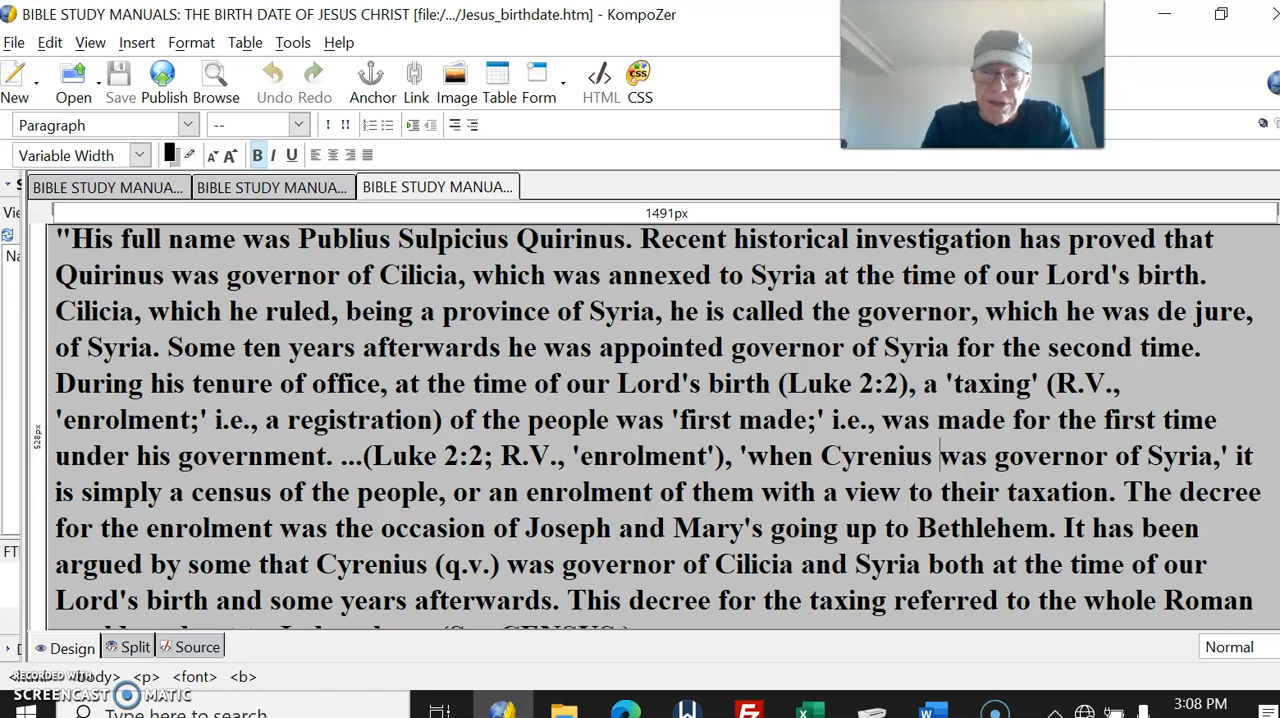 BIBLE STUDY MANUALS: THE BIRTH DATE OF JESUS CHRIST [file:/.../Jesus_birthdate.htm] - KompoZer
File Edit View Insert Format Table Tools Help
New Open Save Publish Browse Undo Redo Anchor Link Image Table Form HTML CSS
Paragraph --
Variable Width B I U
BIBLE STUDY MANUA... BIBLE STUDY MANUA... BIBLE STUDY MANUA...
1491px
528px
"His full name was Publius Sulpicius Quirinus. Recent historical investigation has proved that
Quirinus was governor of Cilicia, which was annexed to Syria at the time of our Lord's birth.
Cilicia, which he ruled, being a province of Syria, he is called the governor, which he was de jure,
of Syria. Some ten years afterwards he was appointed governor of Syria for the second time.
During his tenure of office, at the time of our Lord's birth (Luke 2:2), a 'taxing' (R.V.,
'enrolment;' i.e., a registration) of the people was 'first made;' i.e., was made for the first time
under his government. ...(Luke 2:2; R.V., 'enrolment'), 'when Cyrenius was governor of Syria,' it
is simply a census of the people, or an enrolment of them with a view to their taxation. The decree
for the enrolment was the occasion of Joseph and Mary's going up to Bethlehem. It has been
argued by some that Cyrenius (q.v.) was governor of Cilicia and Syria both at the time of our
Lord's birth and some years afterwards. This decree for the taxing referred to the whole Roman
Design Split Source Normal
<body> <p> <font> <b>
RECORDED WITH
SCREENCAST MATIC
Type here to search
3:08 PM